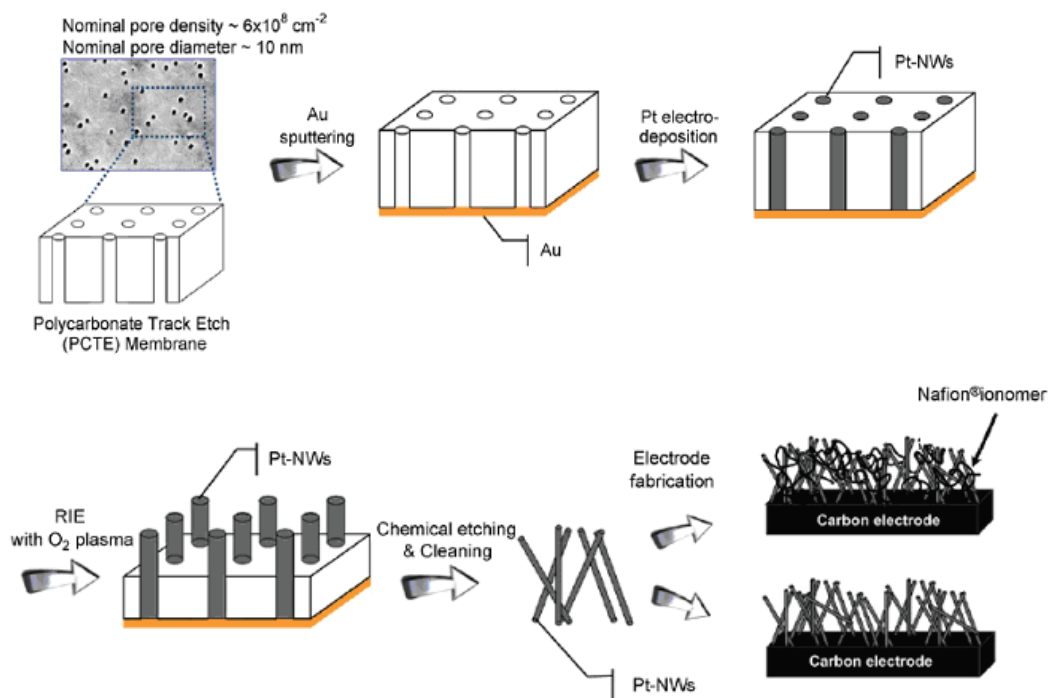 Nominal pore density ~ 6x10⁸ cm⁻²
Nominal pore diameter ~ 10 nm
Au
sputtering
Pt electro-
deposition
Pt-NWs
Au
Polycarbonate Track Etch
(PCTE) Membrane
RIE
with O₂ plasma
Pt-NWs
Chemical etching
& Cleaning
Pt-NWs
Electrode
fabrication
Nafion®ionomer
Carbon electrode
Carbon electrode